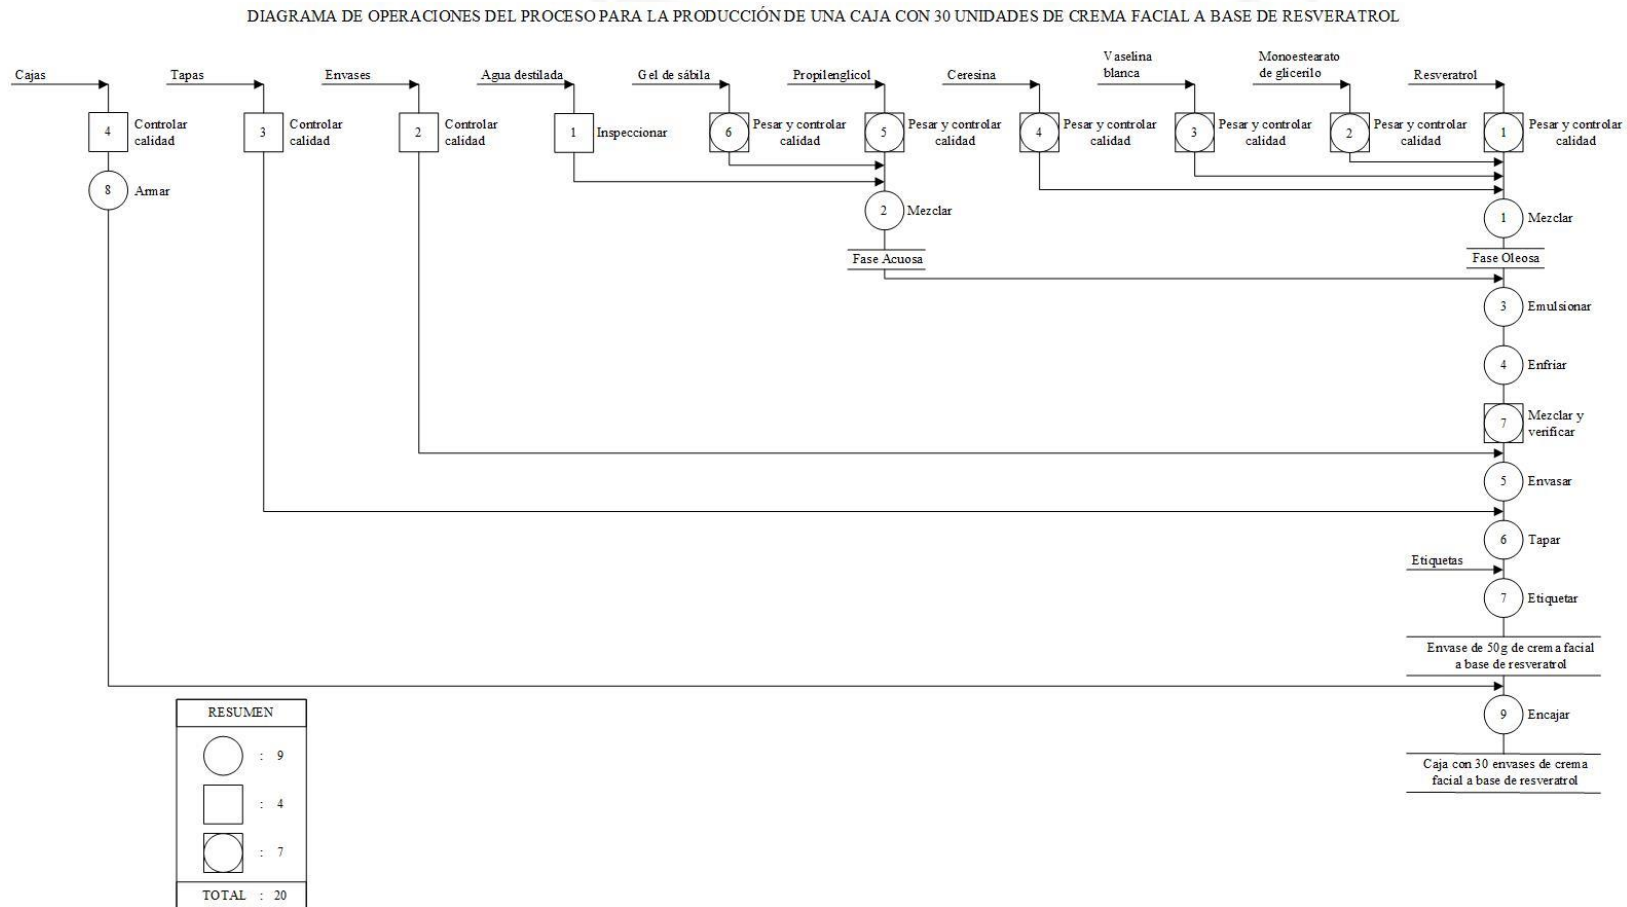 DIAGRAMA DE OPERACIONES DEL PROCESO PARA LA PRODUCCIÓN DE UNA CAJA CON 30 UNIDADES DE CREMA FACIAL A BASE DE RESVERATROL
Cajas
Tapas
Envases
Agua destilada
Gel de sábila
Propilenglicol
Ceresina
Vaselina
blanca
Monoestearato
de glicerilo
Resveratrol
4
Controlar
calidad
3
Controlar
calidad
2
Controlar
calidad
1
Inspeccionar
6
Pesar y controlar
calidad
5
Pesar y controlar
calidad
4
Pesar y controlar
calidad
3
Pesar y controlar
calidad
2
Pesar y controlar
calidad
1
Pesar y controlar
calidad
8
Armar
2
Mezclar
1
Mezclar
Fase Acuosa
Fase Oleosa
3
Emulsionar
4
Enfriar
7
Mezclar y
verificar
5
Envasar
6
Tapar
Etiquetas
7
Etiquetar
Envase de 50g de crema facial
a base de resveratrol
9
Encajar
Caja con 30 envases de crema
facial a base de resveratrol
RESUMEN
: 9
: 4
: 7
TOTAL : 20